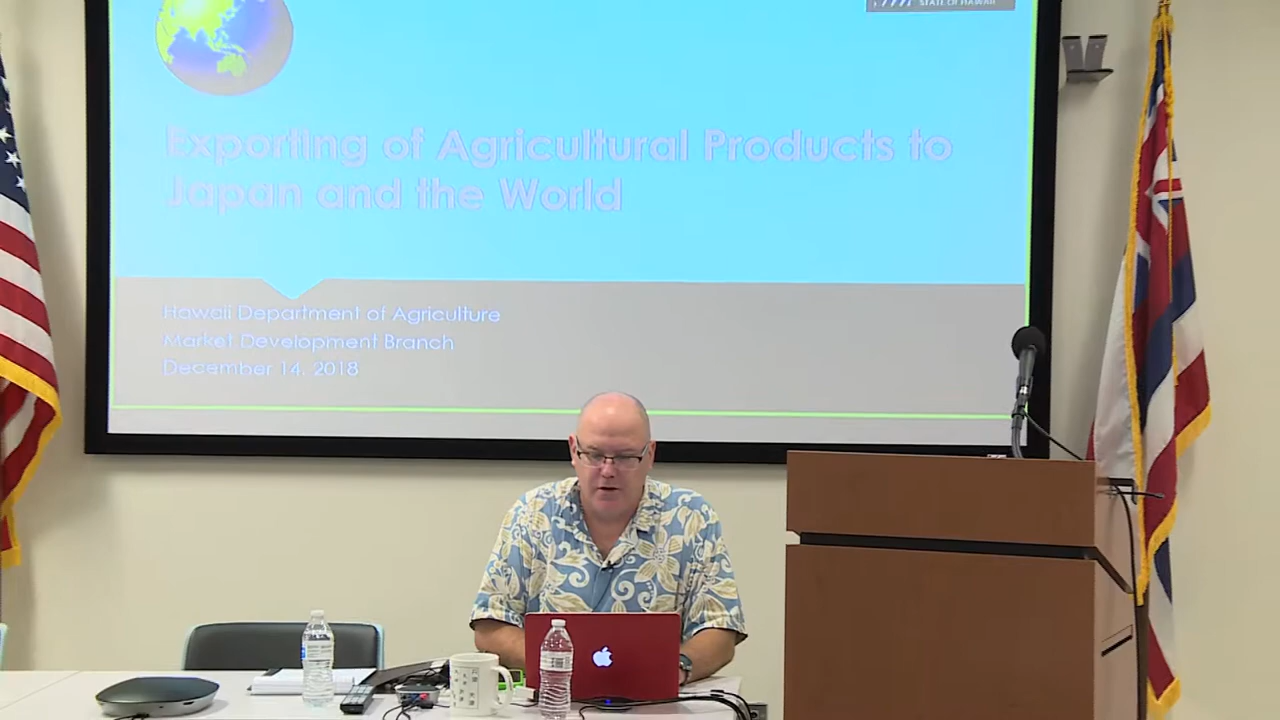 STATE OF HAWAII
Exporting of Agricultural Products to
Japan and the World
Hawaii Department of Agriculture
Market Development Branch
December 14, 2018